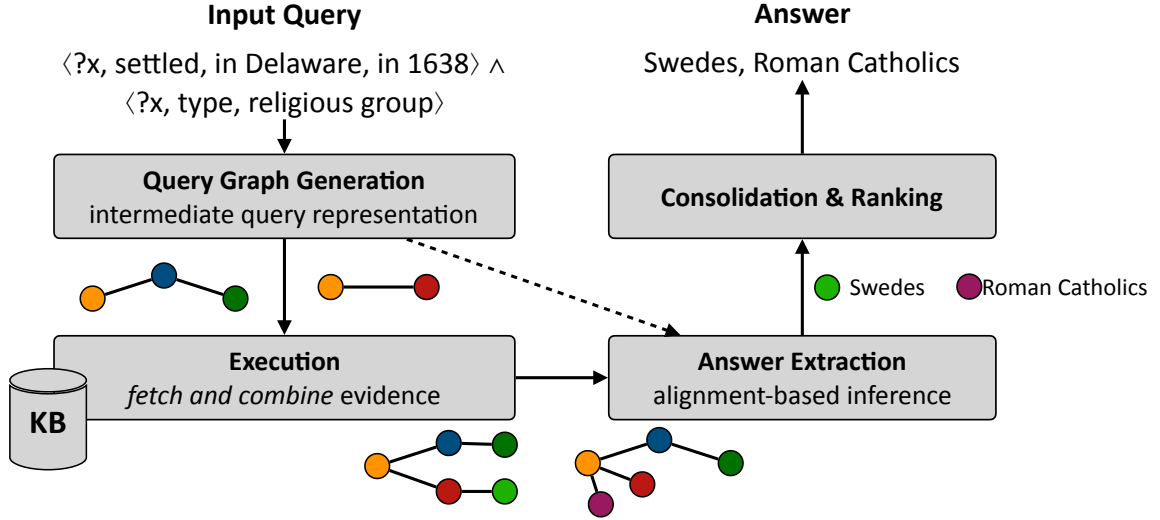 Input Query
⟨?x, settled, in Delaware, in 1638⟩ ∧
⟨?x, type, religious group⟩
Query Graph Generation
intermediate query representation
Execution
fetch and combine evidence
KB
Answer
Swedes, Roman Catholics
Consolidation & Ranking
Swedes
Roman Catholics
Answer Extraction
alignment-based inference